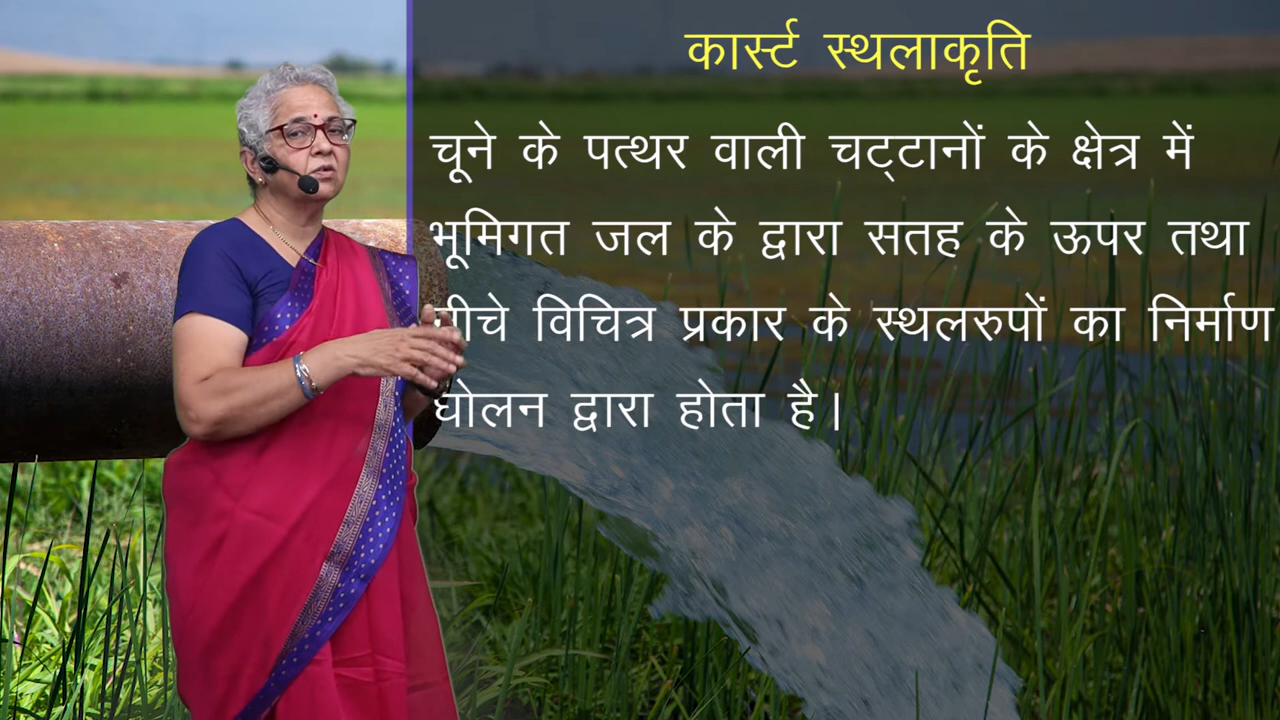 कार्स्ट स्थलाकृति
चूने के पत्थर वाली चट्टानों के क्षेत्र में
भूमिगत जल के द्वारा सतह के ऊपर तथा
नीचे विचित्र प्रकार के स्थलरुपों का निर्माण
घोलन द्वारा होता है।